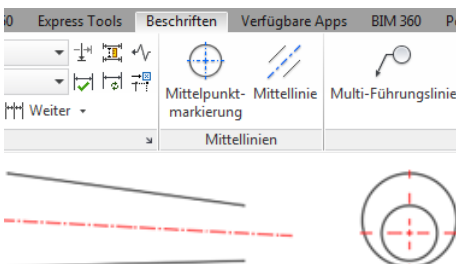 Express Tools Beschriften Verfügbare Apps BIM 360
Mittelpunkt-
markierung
Mittellinie
Multi-Führungslinie
Weiter
Mittellinien